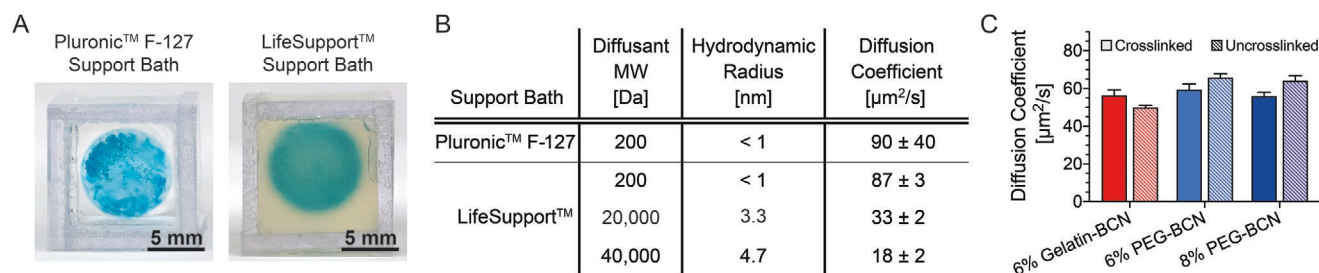 A
Pluronic™ F-127
Support Bath
LifeSupport™
Support Bath
5 mm
5 mm
B
Support Bath
Diffusant
MW
[Da]
Hydrodynamic
Radius
[nm]
Diffusion
Coefficient
[µm²/s]
Pluronic™ F-127 200 < 1 90 ± 40
200 < 1 87 ± 3
LifeSupport™ 20,000 3.3 33 ± 2
40,000 4.7 18 ± 2
C
Diffusion Coefficient
[µm²/s]
Crosslinked Uncrosslinked
80
60
40
20
0
6% Gelatin-BCN
6% PEG-BCN
8% PEG-BCN